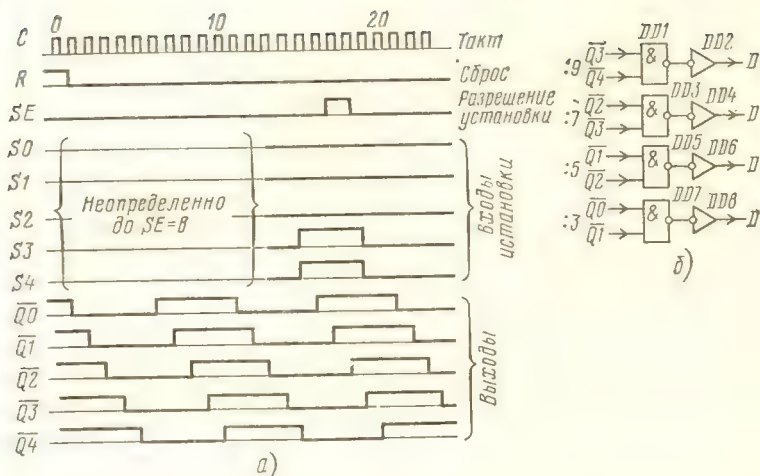 0 10 20
C Такт
R Сброс
SE Разрешение установки
S0
S1
S2
S3
S4
Неопределенно
до SE=В
Входы
установки
Q̅0̅
Q̅1̅
Q̅2̅
Q̅3̅
Q̅4̅
Выходы
а)
DD1
:9 Q̅3̅ & DD2 D
Q̅4̅
:7 Q̅2̅ & DD3 DD4 D
Q̅3̅
:5 Q̅1̅ & DD5 DD6 D
Q̅2̅
:3 Q̅0̅ & DD7 DD8 D
Q̅1̅
б)